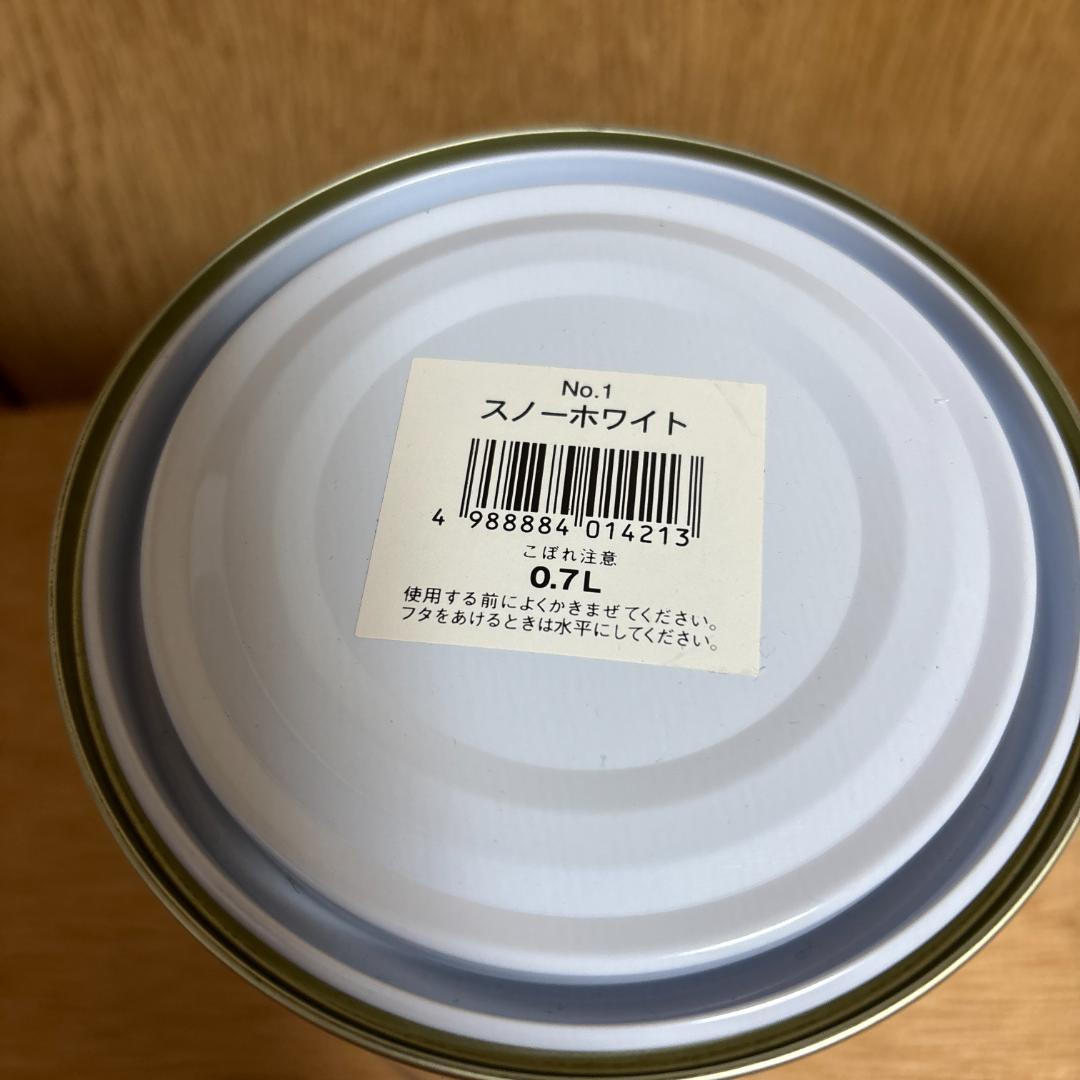 No.1
スノーホワイト
4 988884 014213
こぼれ注意
0.7L
使用する前によくかきまぜてください。
フタをあけるときは水平にしてください。